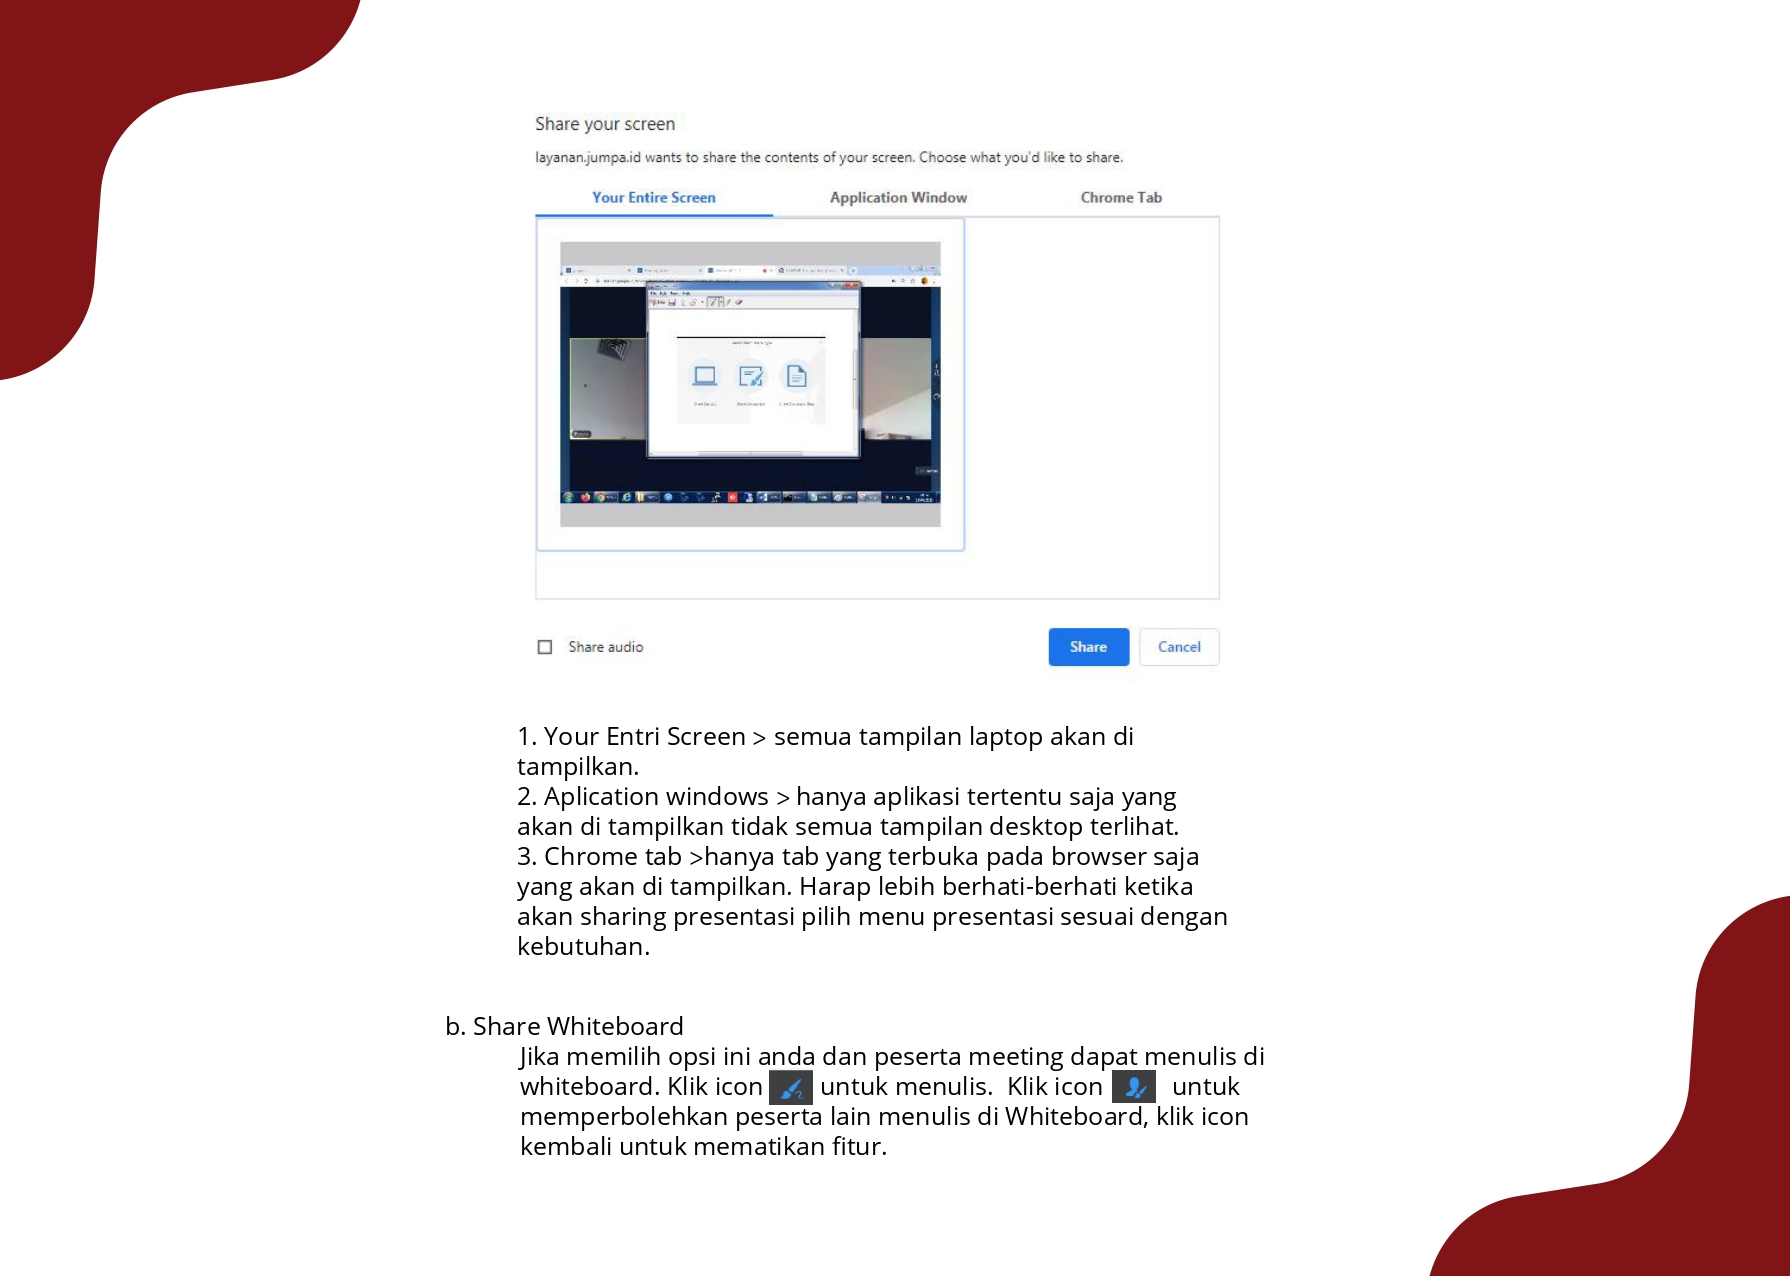 Share your screen
layanan.jumpa.id wants to share the contents of your screen. Choose what you'd like to share.
Your Entire Screen Application Window Chrome Tab
Share audio Share Cancel
1. Your Entri Screen > semua tampilan laptop akan di
tampilkan.
2. Aplication windows > hanya aplikasi tertentu saja yang
akan di tampilkan tidak semua tampilan desktop terlihat.
3. Chrome tab >hanya tab yang terbuka pada browser saja
yang akan di tampilkan. Harap lebih berhati-berhati ketika
akan sharing presentasi pilih menu presentasi sesuai dengan
kebutuhan.
b. Share Whiteboard
Jika memilih opsi ini anda dan peserta meeting dapat menulis di
whiteboard. Klik icon untuk menulis. Klik icon untuk
memperbolehkan peserta lain menulis di Whiteboard, klik icon
kembali untuk mematikan fitur.